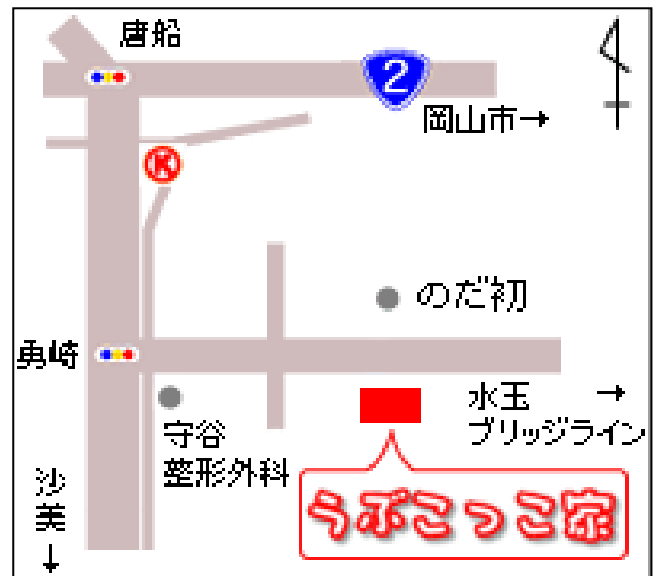 唐船
2
岡山市→
K
のだ初
勇崎
水玉 →
ブリッジライン
守谷
整形外科
うぶこっこ家
沙美
↓